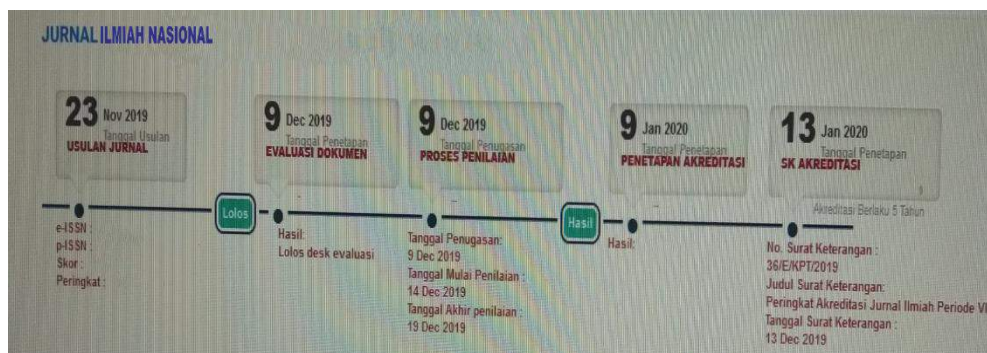 JURNAL ILMIAH NASIONAL
23 Nov 2019
Tanggal Usulan
USULAN JURNAL
e-ISSN :
p-ISSN :
Skor :
Peringkat :
Lolos
9 Dec 2019
Tanggal Penetapan
EVALUASI DOKUMEN
Hasil:
Lolos desk evaluasi
9 Dec 2019
Tanggal Penugasan
PROSES PENILAIAN
Tanggal Penugasan:
9 Dec 2019
Tanggal Mulai Penilaian :
14 Dec 2019
Tanggal Akhir penilaian :
19 Dec 2019
Hasil
9 Jan 2020
Tanggal Penetapan
PENETAPAN AKREDITASI
Hasil:
13 Jan 2020
Tanggal Penetapan
SK AKREDITASI
Akreditasi Berlaku 5 Tahun
No. Surat Keterangan :
36/E/KPT/2019
Judul Surat Keterangan:
Peringkat Akreditasi Jurnal Ilmiah Periode VI
Tanggal Surat Keterangan :
13 Dec 2019